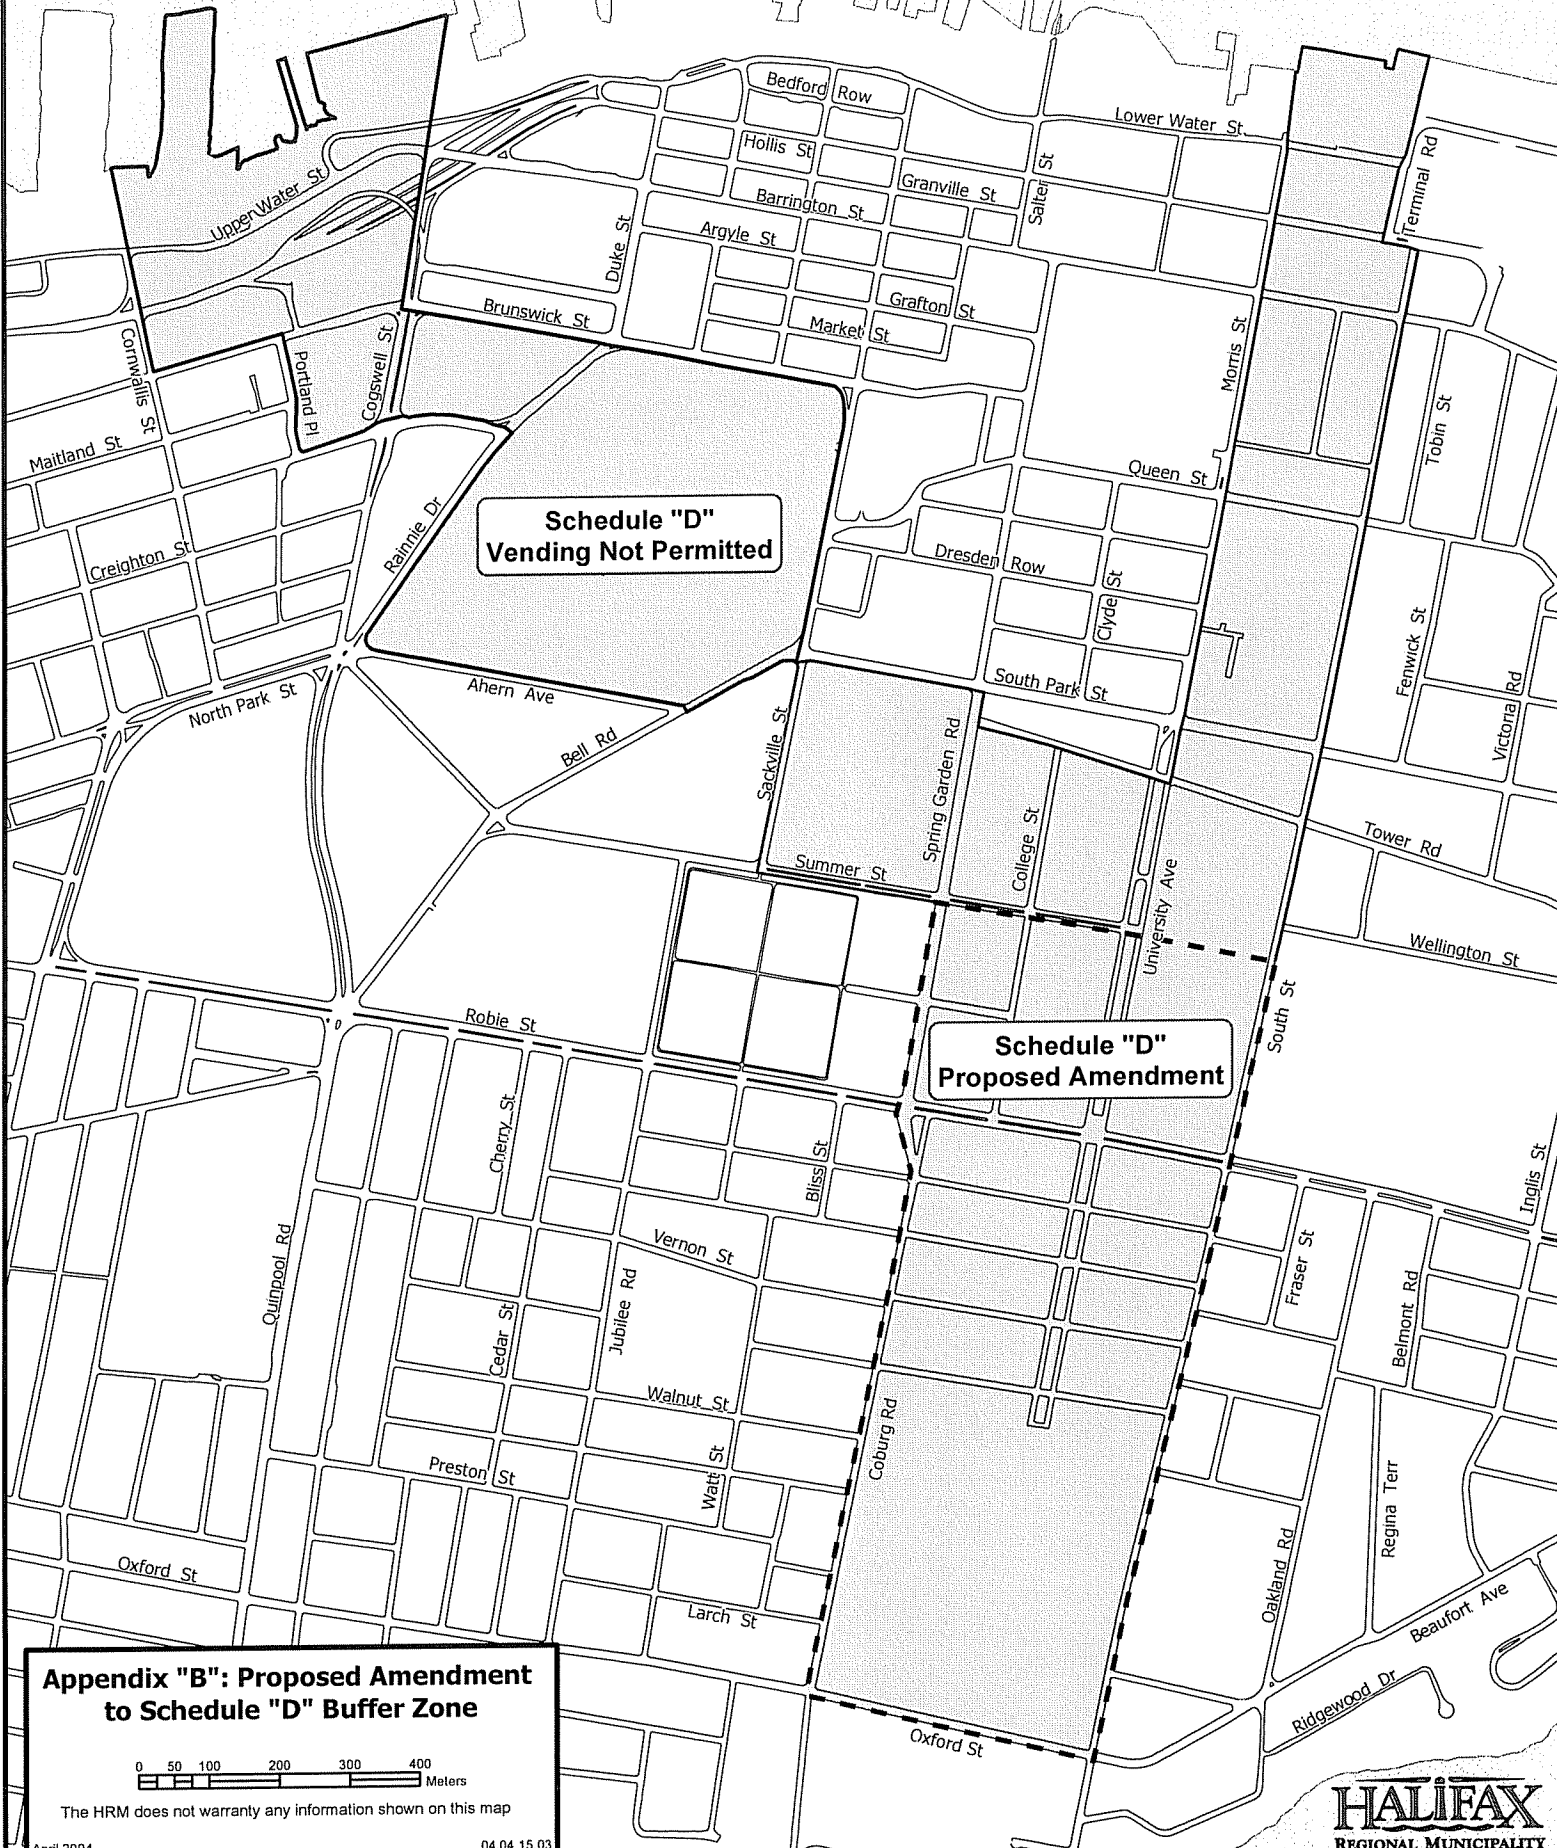 Bedford Row
Lower Water St
Hollis St
Granville St
Salter St
Terminal Rd
Upper Water St
Barrington St
Argyle St
Duke St
Brunswick St
Grafton St
Market St
Cornwallis St
Portland Pl
Cogswell St
Morris St
Tobin St
Maitland St
Queen St
Schedule "D"
Vending Not Permitted
Rainnie Dr
Creighton St
Dresden Row
Clyde St
Fenwick St
Victoria Rd
South Park St
Ahern Ave
North Park St
Bell Rd
Sackville St
Spring Garden Rd
College St
University Ave
Tower Rd
Summer St
Wellington St
South St
Robie St
Schedule "D"
Proposed Amendment
Cherry St
Bliss St
Inglis St
Quinpool Rd
Vernon St
Fraser St
Jubilee Rd
Cedar St
Belmont Rd
Walnut St
Coburg Rd
Preston St
Watt St
Regina Terr
Oakland Rd
Oxford St
Larch St
Beaufort Ave
Ridgewood Dr
Oxford St
Appendix "B": Proposed Amendment
to Schedule "D" Buffer Zone
0 50 100 200 300 400
Meters
The HRM does not warranty any information shown on this map
April 2004 04 04 15 03
HALIFAX
REGIONAL MUNICIPALITY